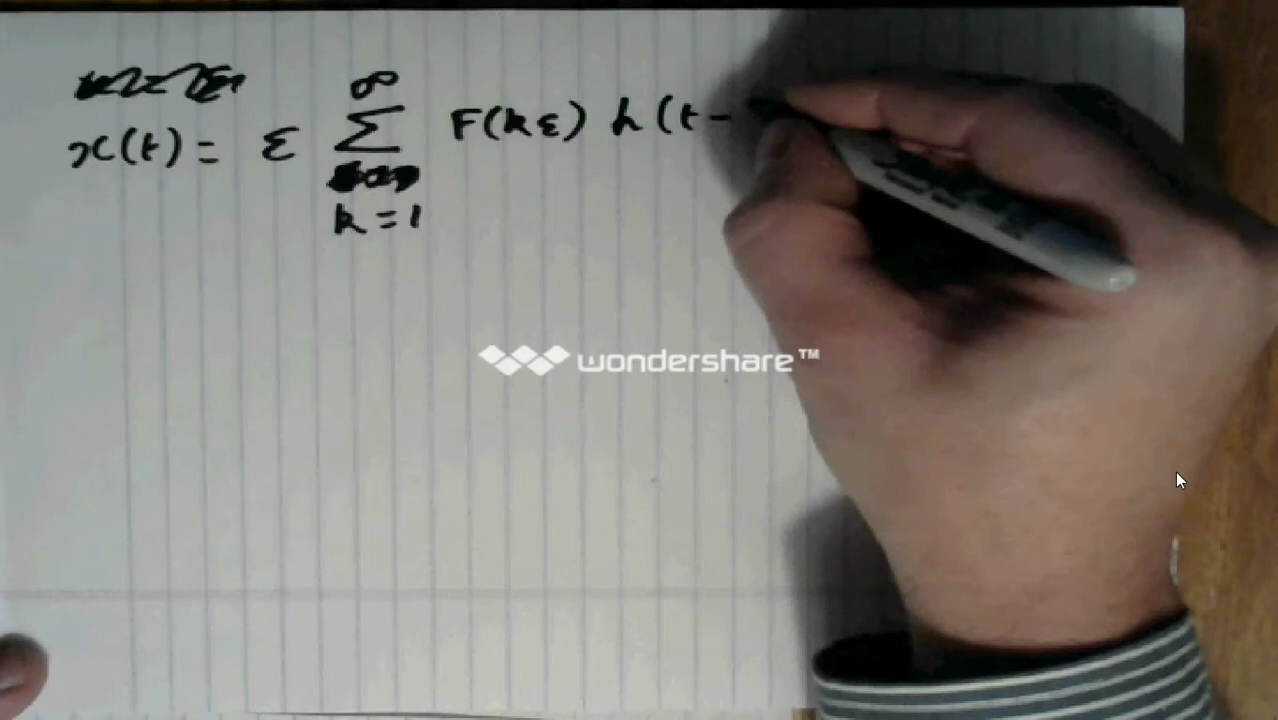 x(t) = ε ∞ ∑ F(kε) h(t-
k = 1
wondershare™